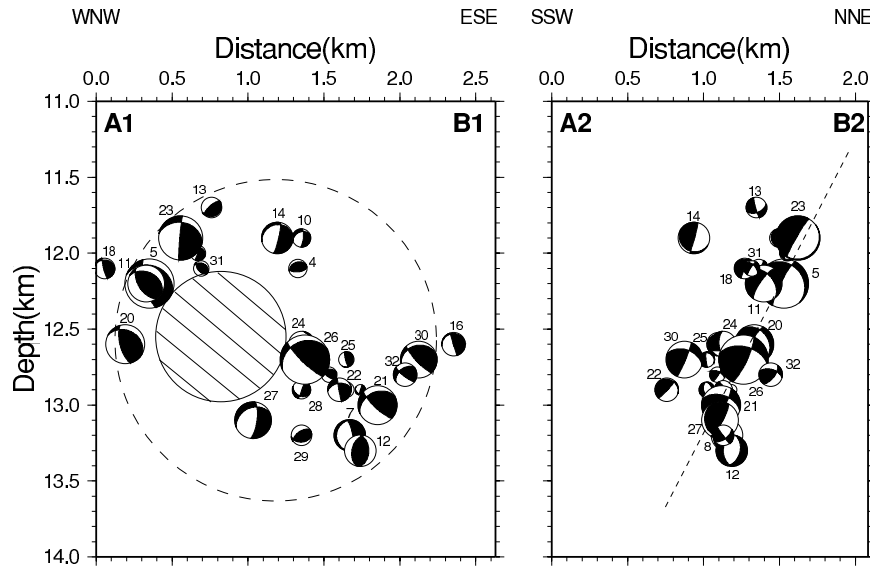 WNW ESE SSW NNE
Distance(km) Distance(km)
0.0 0.5 1.0 1.5 2.0 2.5 0.0 0.5 1.0 1.5 2.0
11.0
A1 B1 A2 B2
11.5
13 13
23 14 10 14 23
12.0
18 11 5 31 4 31 18 5
11
12.5
20 24 26 25 30 16 30 25 24 20
32 32
22 21 22 26
13.0
27 28 7 21
27
29 12 8
13.5
12
14.0
Depth(km)